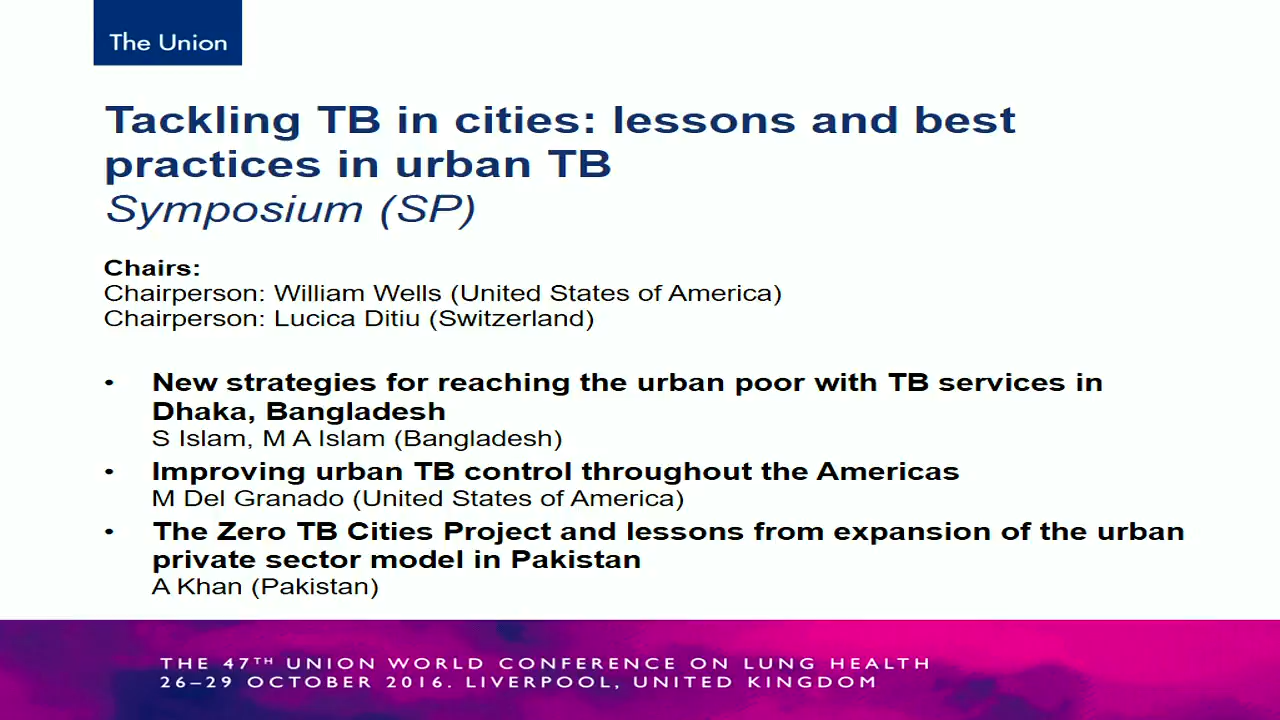 The Union
Tackling TB in cities: lessons and best
practices in urban TB
Symposium (SP)
Chairs:
Chairperson: William Wells (United States of America)
Chairperson: Lucica Ditiu (Switzerland)
• New strategies for reaching the urban poor with TB services in
Dhaka, Bangladesh
S Islam, M A Islam (Bangladesh)
• Improving urban TB control throughout the Americas
M Del Granado (United States of America)
• The Zero TB Cities Project and lessons from expansion of the urban
private sector model in Pakistan
A Khan (Pakistan)
THE 47TH UNION WORLD CONFERENCE ON LUNG HEALTH
26–29 OCTOBER 2016. LIVERPOOL, UNITED KINGDOM